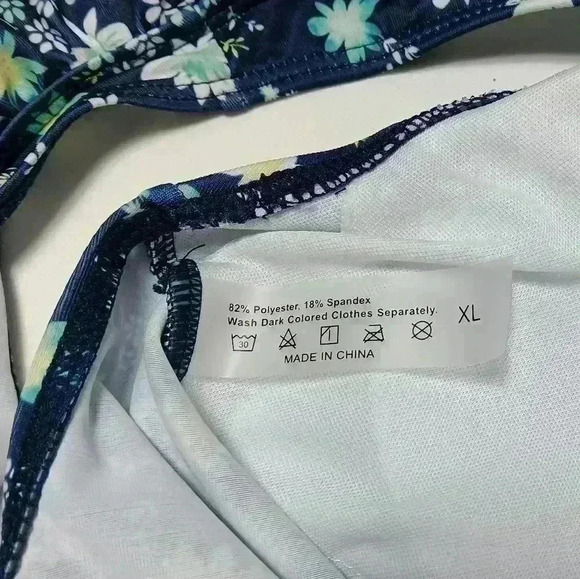 82% Polyester, 18% Spandex
Wash Dark Colored Clothes Separately.
30
XL
MADE IN CHINA